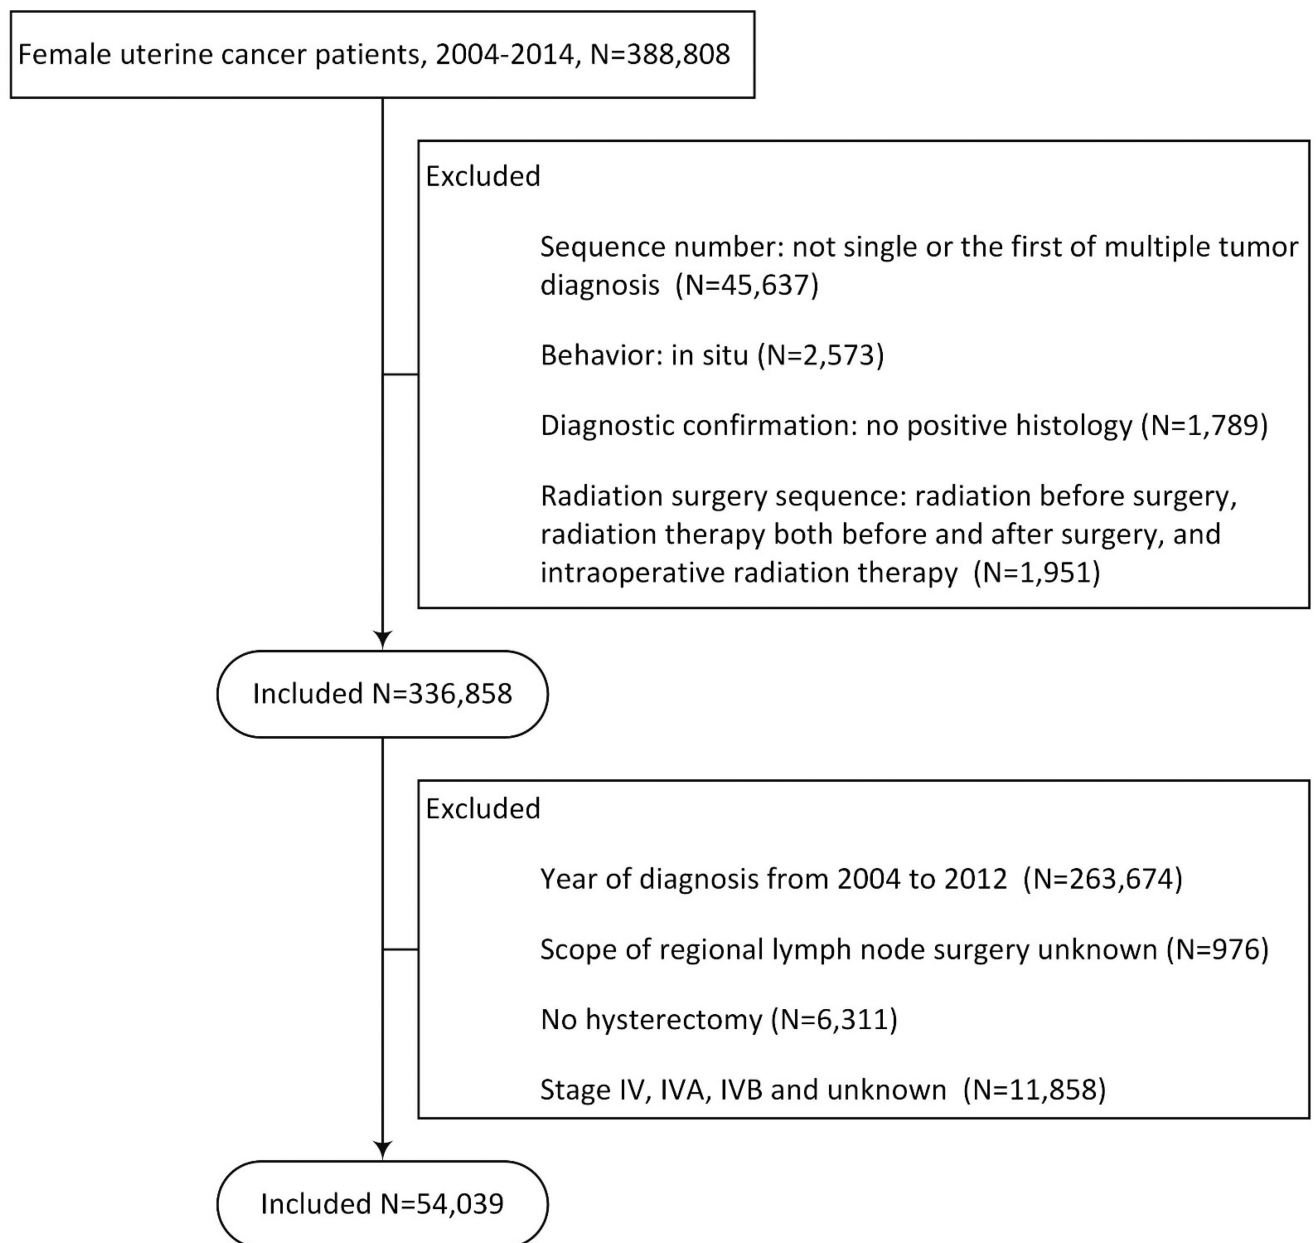 Female uterine cancer patients, 2004-2014, N=388,808
Excluded
Sequence number: not single or the first of multiple tumor
diagnosis (N=45,637)
Behavior: in situ (N=2,573)
Diagnostic confirmation: no positive histology (N=1,789)
Radiation surgery sequence: radiation before surgery,
radiation therapy both before and after surgery, and
intraoperative radiation therapy (N=1,951)
Included N=336,858
Excluded
Year of diagnosis from 2004 to 2012 (N=263,674)
Scope of regional lymph node surgery unknown (N=976)
No hysterectomy (N=6,311)
Stage IV, IVA, IVB and unknown (N=11,858)
Included N=54,039